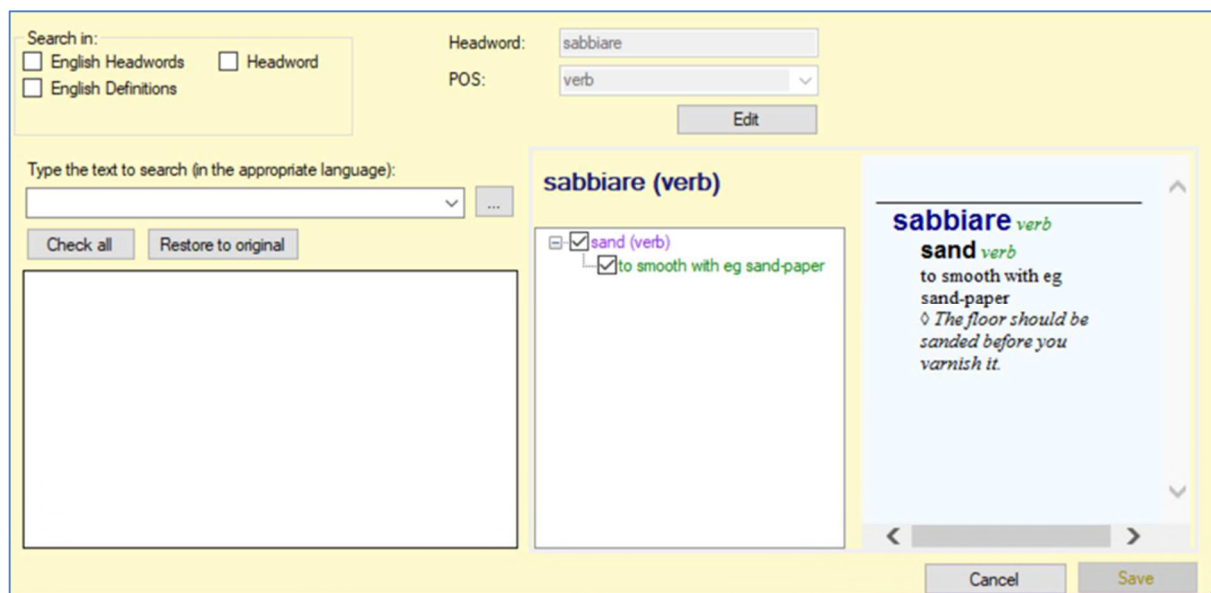 Search in:
English Headwords
Headword
English Definitions
Headword:
sabbiare
POS:
verb
Edit
Type the text to search (in the appropriate language):
...
Check all
Restore to original
sabbiare (verb)
sand (verb)
to smooth with eg sand-paper
sabbiare verb
sand verb
to smooth with eg
sand-paper
◊ The floor should be
sanded before you
varnish it.
Cancel
Save